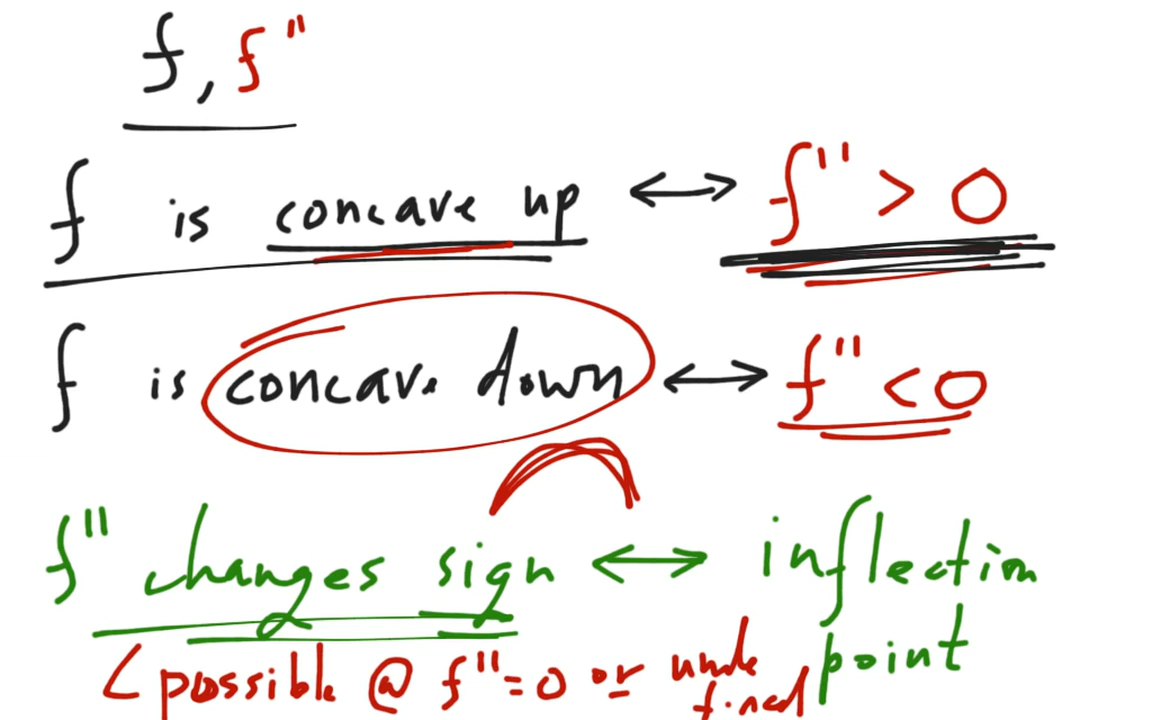 f, f"
f is concave up ↔ f" > 0
f is concave down ↔ f" < 0
f" changes sign ↔ inflection point
< possible @ f" = 0 or undefined